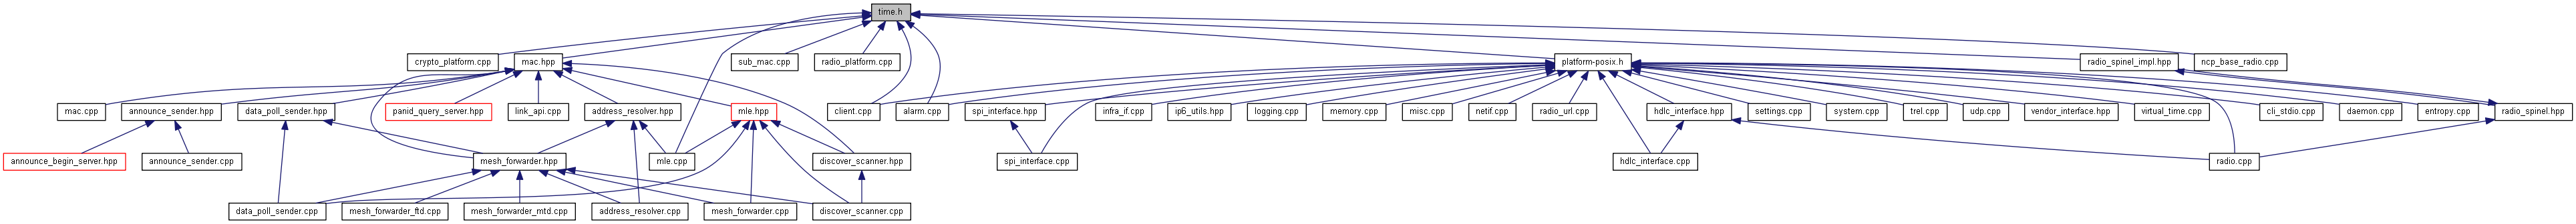 time.h
crypto_platform.cpp
mac.hpp
sub_mac.cpp
radio_platform.cpp
platform-posix.h
radio_spinel_impl.hpp
ncp_base_radio.cpp
mac.cpp
announce_sender.hpp
data_poll_sender.hpp
panid_query_server.hpp
link_api.cpp
address_resolver.hpp
mle.hpp
client.cpp
alarm.cpp
spi_interface.hpp
infra_if.cpp
ip6_utils.hpp
logging.cpp
memory.cpp
misc.cpp
netif.cpp
radio_url.cpp
hdlc_interface.hpp
settings.cpp
system.cpp
trel.cpp
udp.cpp
vendor_interface.hpp
virtual_time.cpp
cli_stdio.cpp
daemon.cpp
entropy.cpp
radio_spinel.hpp
announce_begin_server.hpp
announce_sender.cpp
mesh_forwarder.hpp
mle.cpp
discover_scanner.hpp
spi_interface.cpp
hdlc_interface.cpp
radio.cpp
data_poll_sender.cpp
mesh_forwarder_ftd.cpp
mesh_forwarder_mtd.cpp
address_resolver.cpp
mesh_forwarder.cpp
discover_scanner.cpp